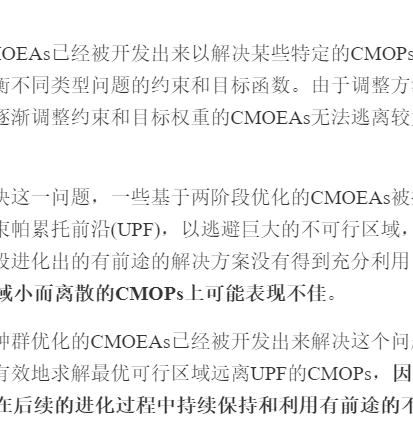 MOEAs已经被开发出来以解决某些特定的CMOPs
衡不同类型问题的约束和目标函数。由于调整方
逐渐调整约束和目标权重的CMOEAs无法逃离较
决这一问题，一些基于两阶段优化的CMOEAs被
束帕累托前沿(UPF)，以逃避巨大的不可行区域，
段进化出的有前途的解决方案没有得到充分利用
域小而离散的CMOPs上可能表现不佳。
种群优化的CMOEAs已经被开发出来解决这个问
有效地求解最优可行区域远离UPF的CMOPs，因
在后续的进化过程中持续保持和利用有前途的不